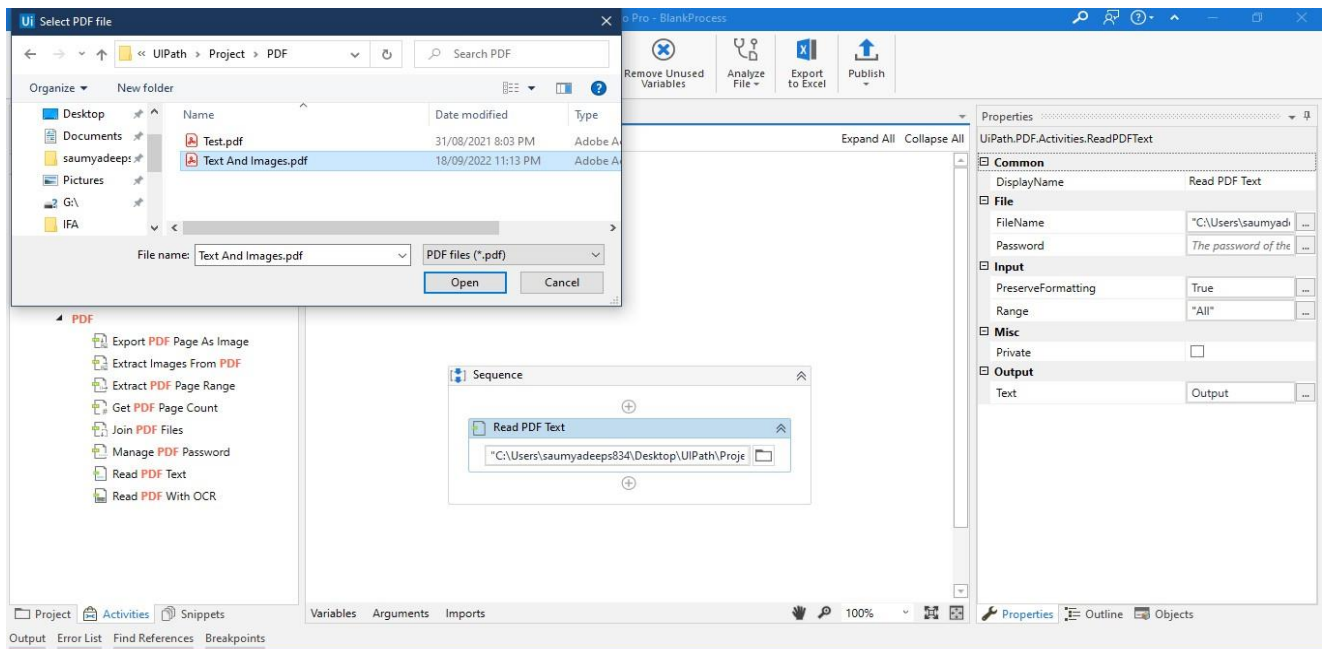 Ui Select PDF file
o Pro - BlankProcess
« UIPath > Project > PDF
Search PDF
Remove Unused
Variables
Analyze
File
Export
to Excel
Publish
Organize
New folder
Desktop
Documents
saumyadeeps
Pictures
G:\
IFA
Name
Date modified
Type
Test.pdf
31/08/2021 8:03 PM
Adobe A
Text And Images.pdf
18/09/2022 11:13 PM
Adobe A
File name: Text And Images.pdf
PDF files (*.pdf)
Open
Cancel
Expand All Collapse All
PDF
Export PDF Page As Image
Extract Images From PDF
Extract PDF Page Range
Get PDF Page Count
Join PDF Files
Manage PDF Password
Read PDF Text
Read PDF With OCR
Sequence
Read PDF Text
"C:\Users\saumyadeeps834\Desktop\UIPath\Proje
Properties
UiPath.PDF.Activities.ReadPDFText
Common
DisplayName Read PDF Text
File
FileName "C:\Users\saumyad
Password The password of the
Input
PreserveFormatting True
Range "All"
Misc
Private
Output
Text Output
Project Activities Snippets
Variables Arguments Imports
100%
Properties Outline Objects
Output Error List Find References Breakpoints